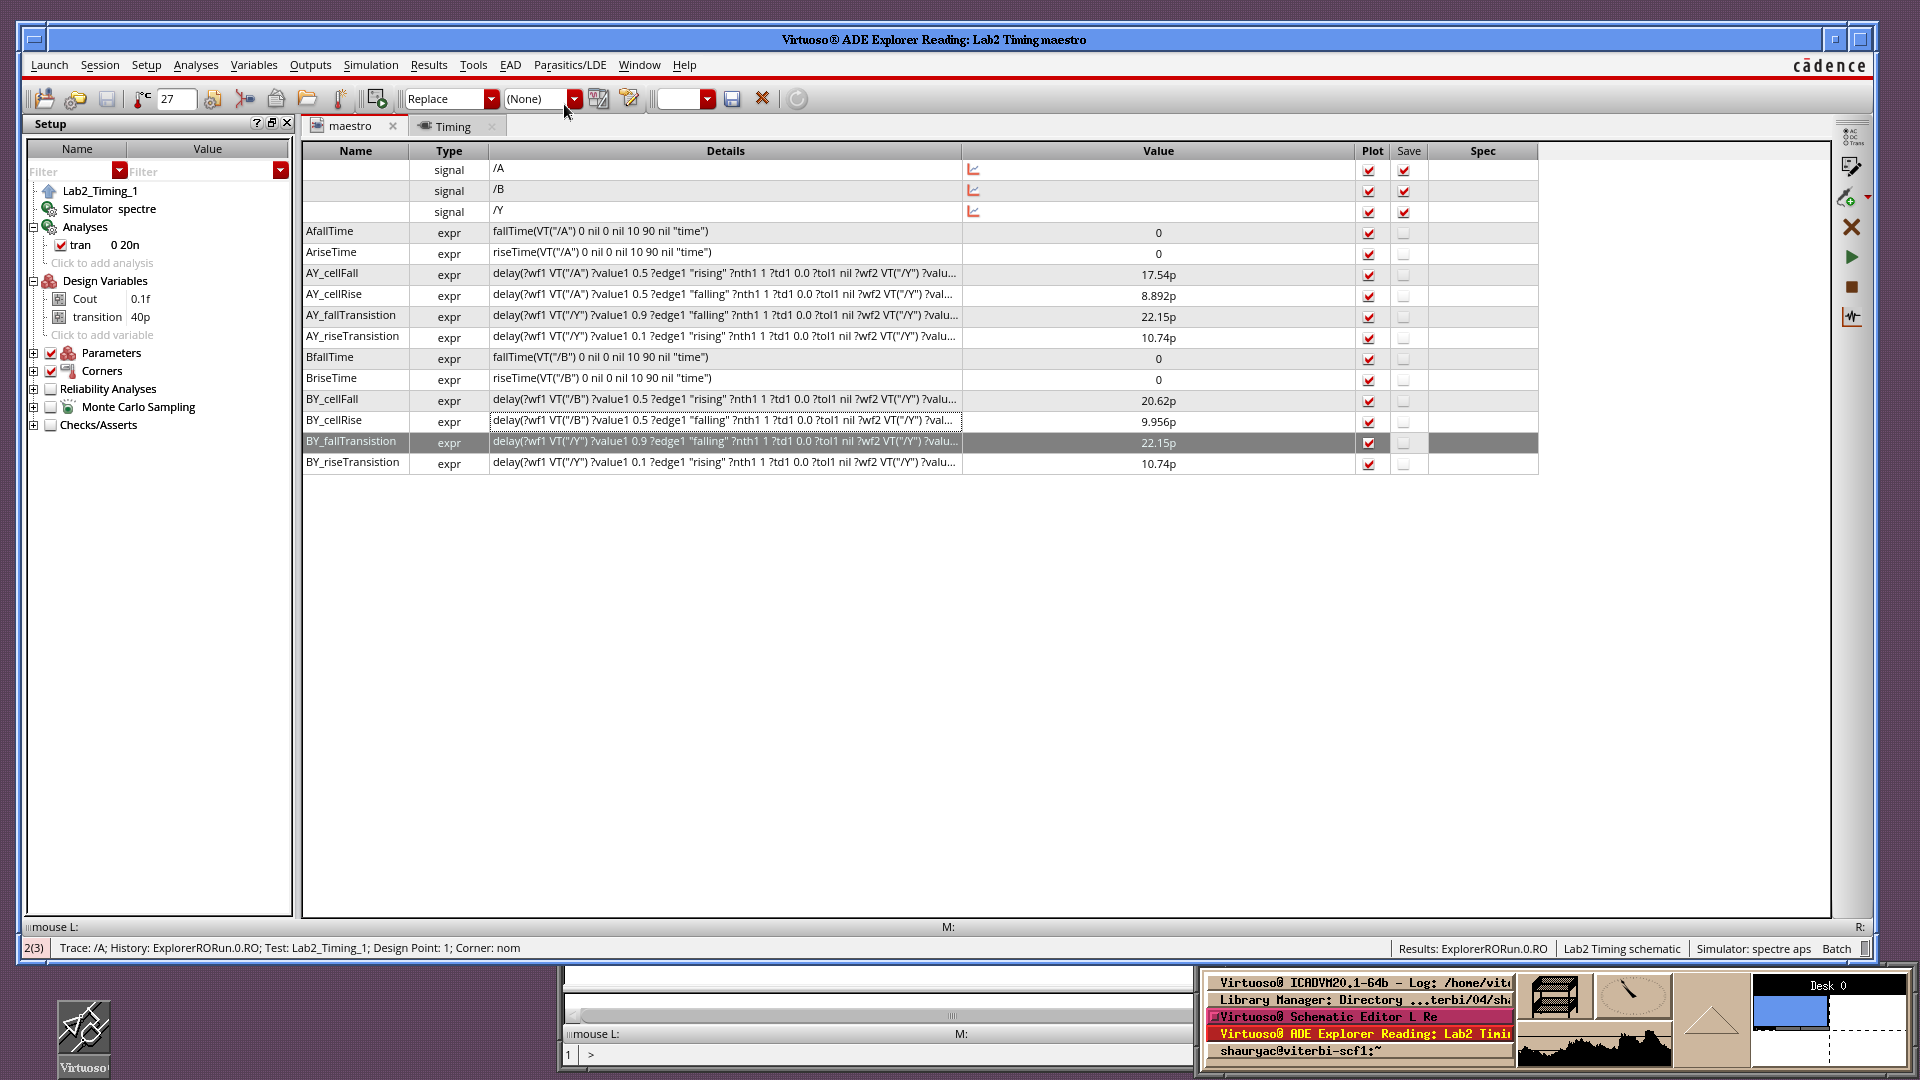 Virtuoso® ADE Explorer Reading: Lab2 Timing maestro
Launch Session Setup Analyses Variables Outputs Simulation Results Tools EAD Parasitics/LDE Window Help
cādence
°C 27 Replace (None)
Setup
maestro Timing
Name Value
Filter Filter
Lab2_Timing_1
Simulator spectre
Analyses
tran 0 20n
Click to add analysis
Design Variables
Cout 0.1f
transition 40p
Click to add variable
Parameters
Corners
Reliability Analyses
Monte Carlo Sampling
Checks/Asserts
Name Type Details Value Plot Save Spec
signal /A
signal /B
signal /Y
AfallTime expr fallTime(VT("/A") 0 nil 0 nil 10 90 nil "time") 0
AriseTime expr riseTime(VT("/A") 0 nil 0 nil 10 90 nil "time") 0
AY_cellFall expr delay(?wf1 VT("/A") ?value1 0.5 ?edge1 "rising" ?nth1 1 ?td1 0.0 ?tol1 nil ?wf2 VT("/Y") ?valu... 17.54p
AY_cellRise expr delay(?wf1 VT("/A") ?value1 0.5 ?edge1 "falling" ?nth1 1 ?td1 0.0 ?tol1 nil ?wf2 VT("/Y") ?val... 8.892p
AY_fallTransistion expr delay(?wf1 VT("/Y") ?value1 0.9 ?edge1 "falling" ?nth1 1 ?td1 0.0 ?tol1 nil ?wf2 VT("/Y") ?valu... 22.15p
AY_riseTransistion expr delay(?wf1 VT("/Y") ?value1 0.1 ?edge1 "rising" ?nth1 1 ?td1 0.0 ?tol1 nil ?wf2 VT("/Y") ?valu... 10.74p
BfallTime expr fallTime(VT("/B") 0 nil 0 nil 10 90 nil "time") 0
BriseTime expr riseTime(VT("/B") 0 nil 0 nil 10 90 nil "time") 0
BY_cellFall expr delay(?wf1 VT("/B") ?value1 0.5 ?edge1 "rising" ?nth1 1 ?td1 0.0 ?tol1 nil ?wf2 VT("/Y") ?valu... 20.62p
BY_cellRise expr delay(?wf1 VT("/B") ?value1 0.5 ?edge1 "falling" ?nth1 1 ?td1 0.0 ?tol1 nil ?wf2 VT("/Y") ?val... 9.956p
BY_fallTransistion expr delay(?wf1 VT("/Y") ?value1 0.9 ?edge1 "falling" ?nth1 1 ?td1 0.0 ?tol1 nil ?wf2 VT("/Y") ?valu... 22.15p
BY_riseTransistion expr delay(?wf1 VT("/Y") ?value1 0.1 ?edge1 "rising" ?nth1 1 ?td1 0.0 ?tol1 nil ?wf2 VT("/Y") ?valu... 10.74p
AC
DC
Trans
mouse L: M: R:
2(3) Trace: /A; History: ExplorerRORun.0.RO; Test: Lab2_Timing_1; Design Point: 1; Corner: nom Results: ExplorerRORun.0.RO Lab2 Timing schematic Simulator: spectre aps Batch
mouse L: M:
1 >
Virtuoso
Virtuoso® ICADVM20.1-64b - Log: /home/vite
Library Manager: Directory ...terbi/04/sha
Virtuoso® Schematic Editor L Re
Virtuoso® ADE Explorer Reading: Lab2 Timin
shauryac@viterbi-scf1:~
Desk 0